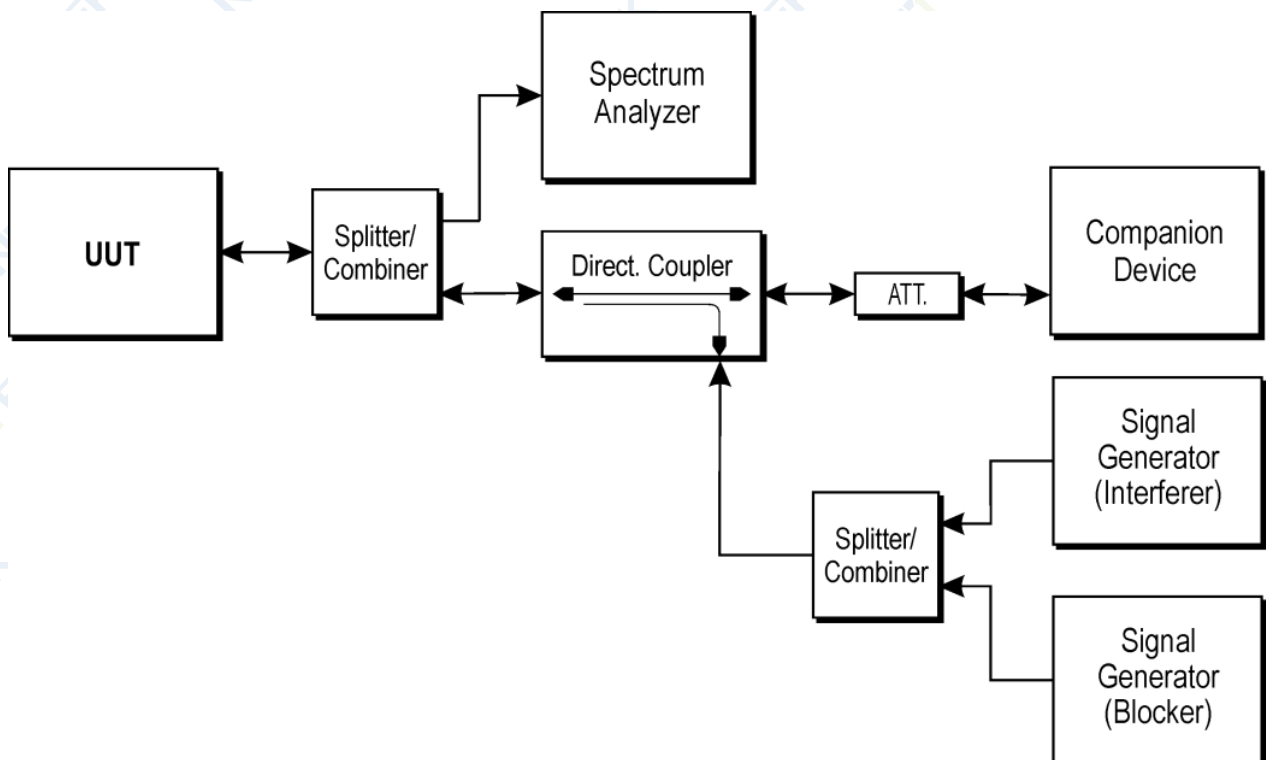 Spectrum
Analyzer
UUT
Splitter/
Combiner
Direct. Coupler
ATT.
Companion
Device
Signal
Generator
(Interferer)
Splitter/
Combiner
Signal
Generator
(Blocker)